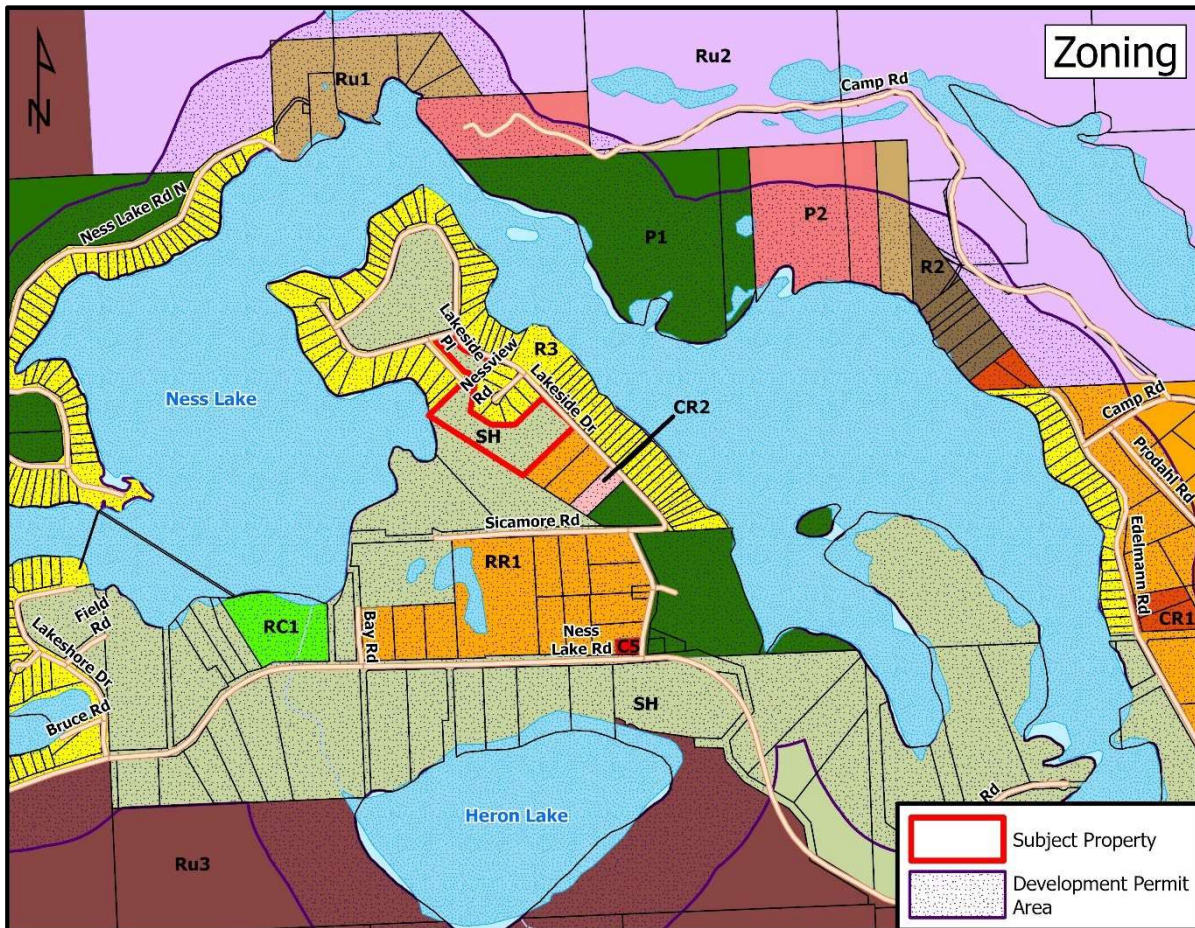 Zoning
N
Ru1
Ru2
Camp Rd
Ness Lake Rd N
P1
P2
R2
Lakeside
Pl
Nessview
Rd
R3
Lakeside Dr
Ness Lake
CR2
SH
Camp Rd
Prodahl Rd
Sicamore Rd
RR1
Edelmann Rd
CR1
Field
Rd
RC1
Bay Rd
Ness
Lake Rd
C5
Lakeshore Dr
Bruce Rd
SH
Heron Lake
Rd
Ru3
Subject Property
Development Permit
Area